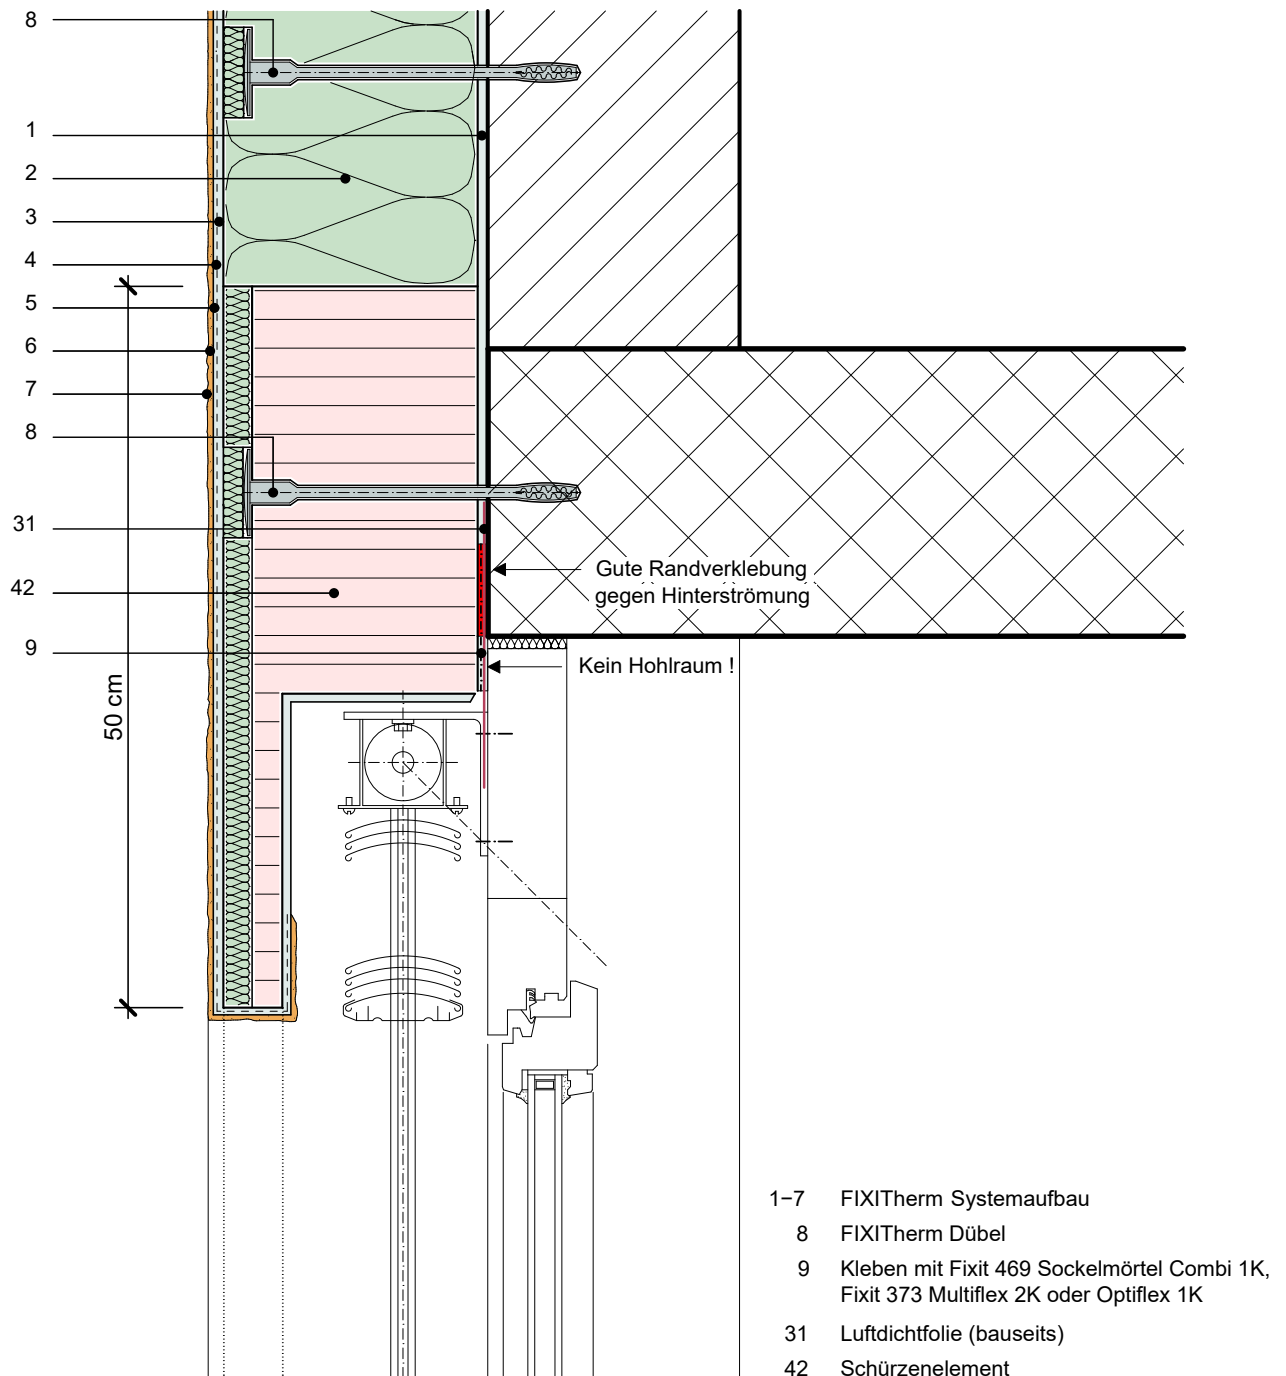 8
1
2
3
4
5
6
7
8
31
42
9
50 cm
Gute Randverklebung
gegen Hinterströmung
Kein Hohlraum !
1–7 FIXITherm Systemaufbau
8 FIXITherm Dübel
9 Kleben mit Fixit 469 Sockelmörtel Combi 1K,
Fixit 373 Multiflex 2K oder Optiflex 1K
31 Luftdichtfolie (bauseits)
42 Schürzenelement